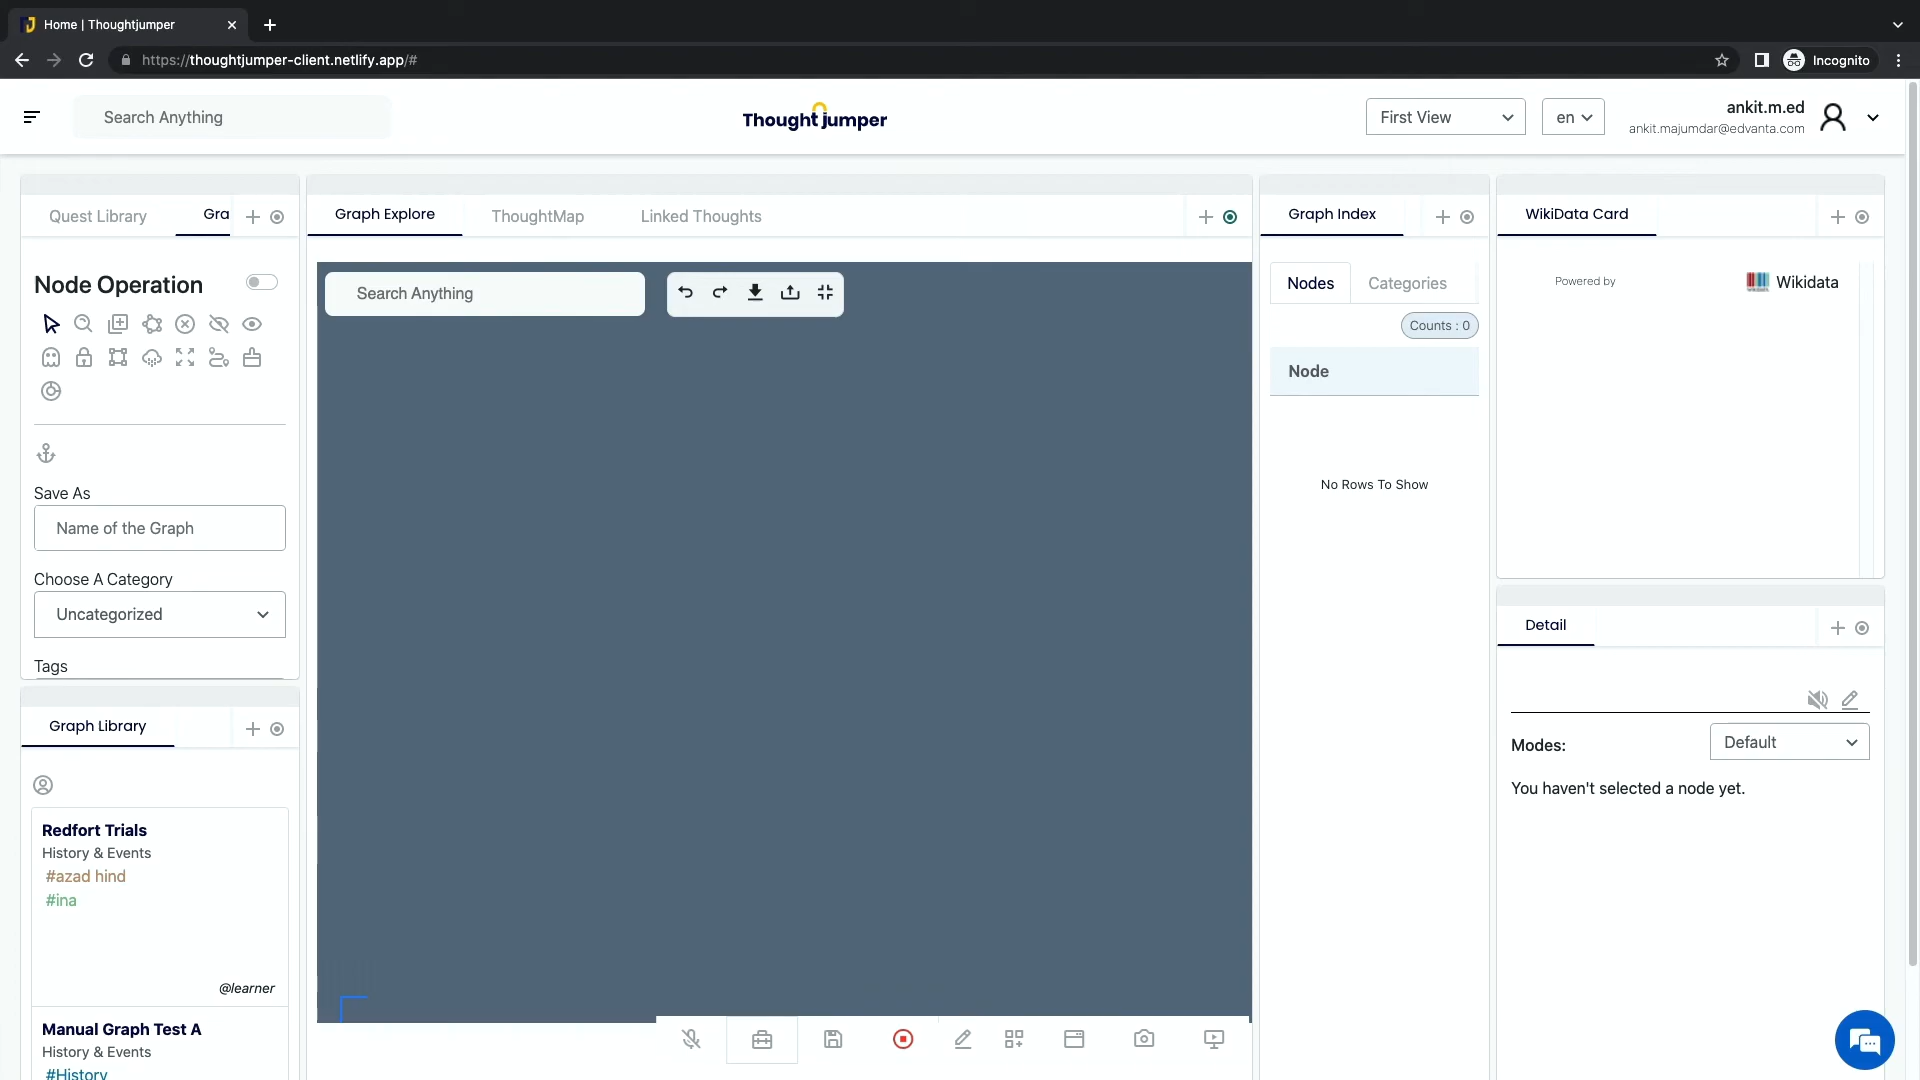 Home | Thoughtjumper
https://thoughtjumper-client.netlify.app/#
Incognito
Search Anything
Thoughtjumper
First View
en
ankit.m.ed
ankit.majumdar@edvanta.com
Quest Library
Gra
Graph Explore
ThoughtMap
Linked Thoughts
Graph Index
WikiData Card
Node Operation
Search Anything
Nodes
Categories
Powered by
Wikidata
Counts : 0
Node
Save As
Name of the Graph
No Rows To Show
Choose A Category
Uncategorized
Tags
Detail
Modes:
Default
You haven't selected a node yet.
Graph Library
Redfort Trials
History & Events
#azad hind
#ina
@learner
Manual Graph Test A
History & Events
#History